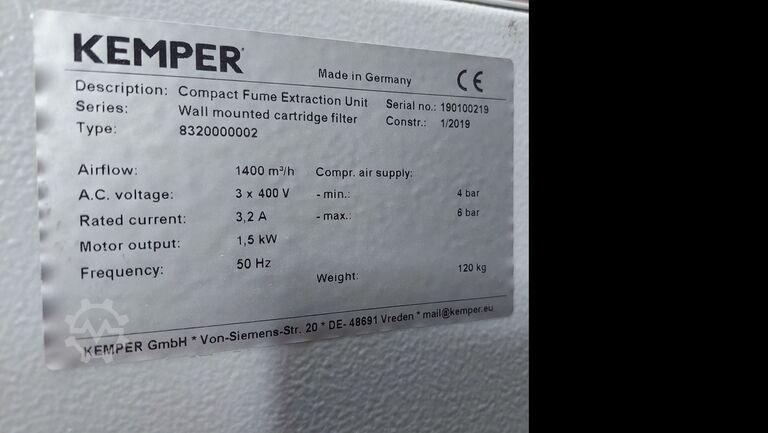 KEMPER
Made in Germany CE
Description: Compact Fume Extraction Unit Serial no.: 190100219
Series: Wall mounted cartridge filter Constr.: 1/2019
Type: 8320000002
Airflow: 1400 m³/h Compr. air supply:
A.C. voltage: 3 x 400 V - min.: 4 bar
Rated current: 3,2 A - max.: 6 bar
Motor output: 1,5 kW
Frequency: 50 Hz Weight: 120 kg
KEMPER GmbH * Von-Siemens-Str. 20 * DE- 48691 Vreden * mail@kemper.eu